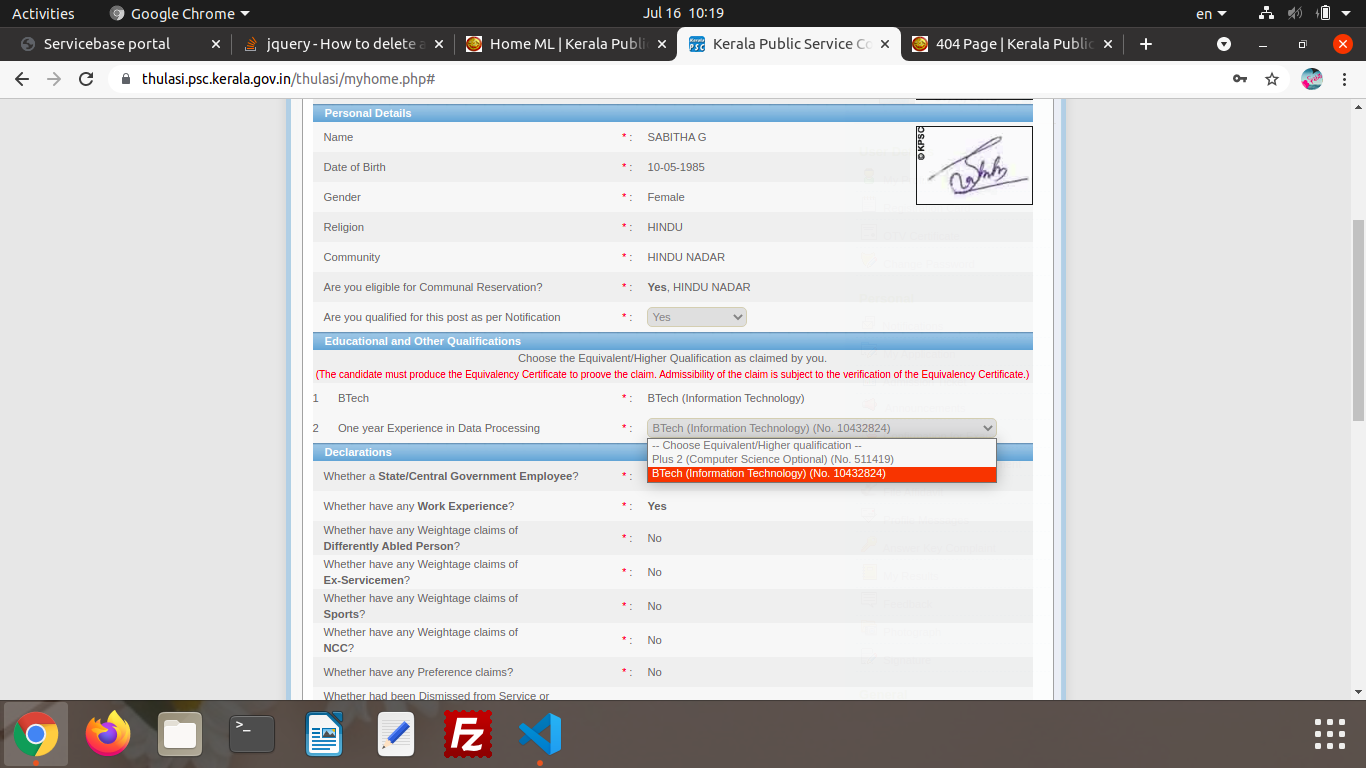 Activities Google Chrome Jul 16 10:19 en
Servicebase portal jquery - How to delete a Home ML | Kerala Public Kerala Public Service Co 404 Page | Kerala Public
thulasi.psc.kerala.gov.in/thulasi/myhome.php#
Personal Details
Name * : SABITHA G
© KPSC
Date of Birth * : 10-05-1985
Gender * : Female
Religion * : HINDU
Community * : HINDU NADAR
Are you eligible for Communal Reservation? * : Yes, HINDU NADAR
Are you qualified for this post as per Notification * : Yes
Educational and Other Qualifications
Choose the Equivalent/Higher Qualification as claimed by you.
(The candidate must produce the Equivalency Certificate to proove the claim. Admissibility of the claim is subject to the verification of the Equivalency Certificate.)
1 BTech * : BTech (Information Technology)
2 One year Experience in Data Processing * : BTech (Information Technology) (No. 10432824)
-- Choose Equivalent/Higher qualification --
Plus 2 (Computer Science Optional) (No. 511419)
BTech (Information Technology) (No. 10432824)
Declarations
Whether a State/Central Government Employee? * :
Whether have any Work Experience? * : Yes
Whether have any Weightage claims of
Differently Abled Person? * : No
Whether have any Weightage claims of
Ex-Servicemen? * : No
Whether have any Weightage claims of
Sports? * : No
Whether have any Weightage claims of
NCC? * : No
Whether have any Preference claims? * : No
Whether had been Dismissed from Service or